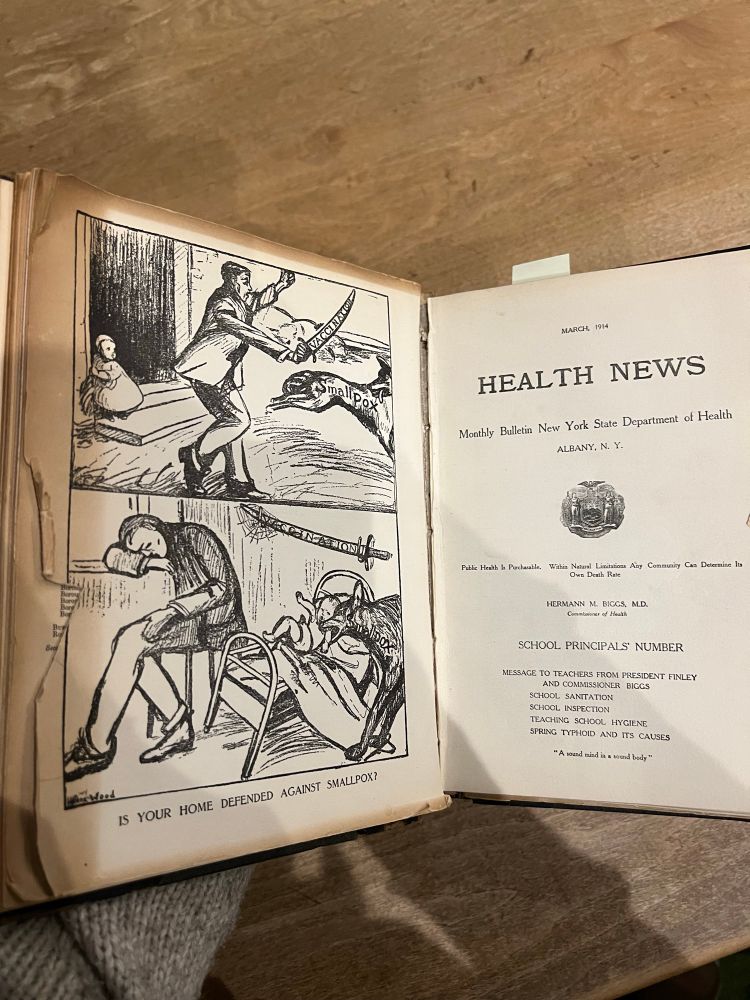 VACCINATION
Smallpox
VACCINATION
IS YOUR HOME DEFENDED AGAINST SMALLPOX?
MARCH, 1914
HEALTH NEWS
Monthly Bulletin New York State Department of Health
ALBANY, N. Y.
Public Health Is Purchasable. Within Natural Limitations Any Community Can Determine Its
Own Death Rate
HERMANN M. BIGGS, M.D.
Commissioner of Health
SCHOOL PRINCIPALS' NUMBER
MESSAGE TO TEACHERS FROM PRESIDENT FINLEY
AND COMMISSIONER BIGGS
SCHOOL SANITATION
SCHOOL INSPECTION
TEACHING SCHOOL HYGIENE
SPRING TYPHOID AND ITS CAUSES
"A sound mind in a sound body"